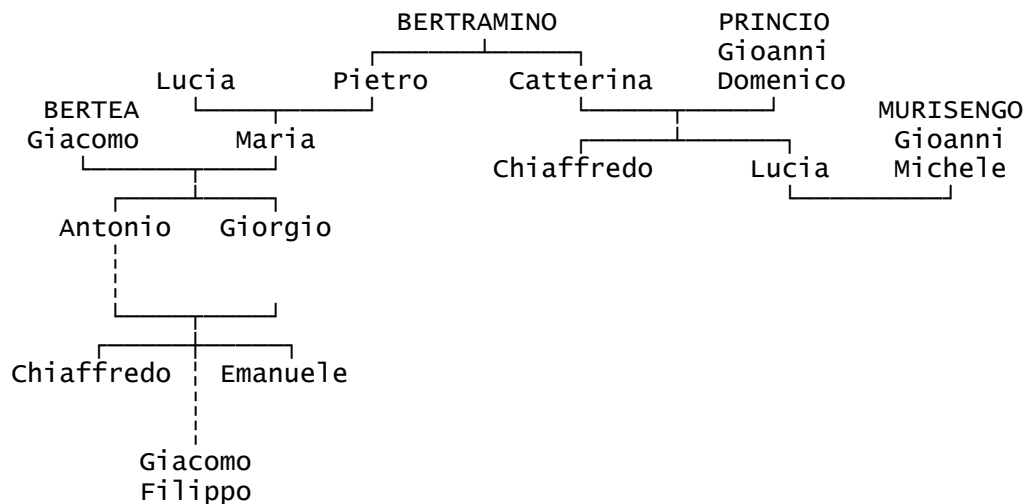 BERTRAMINO PRINCIO
Gioanni
Lucia Pietro Catterina Domenico
BERTEA MURISENGO
Giacomo Maria Gioanni
Chiaffredo Lucia Michele
Antonio Giorgio
Chiaffredo Emanuele
Giacomo
Filippo